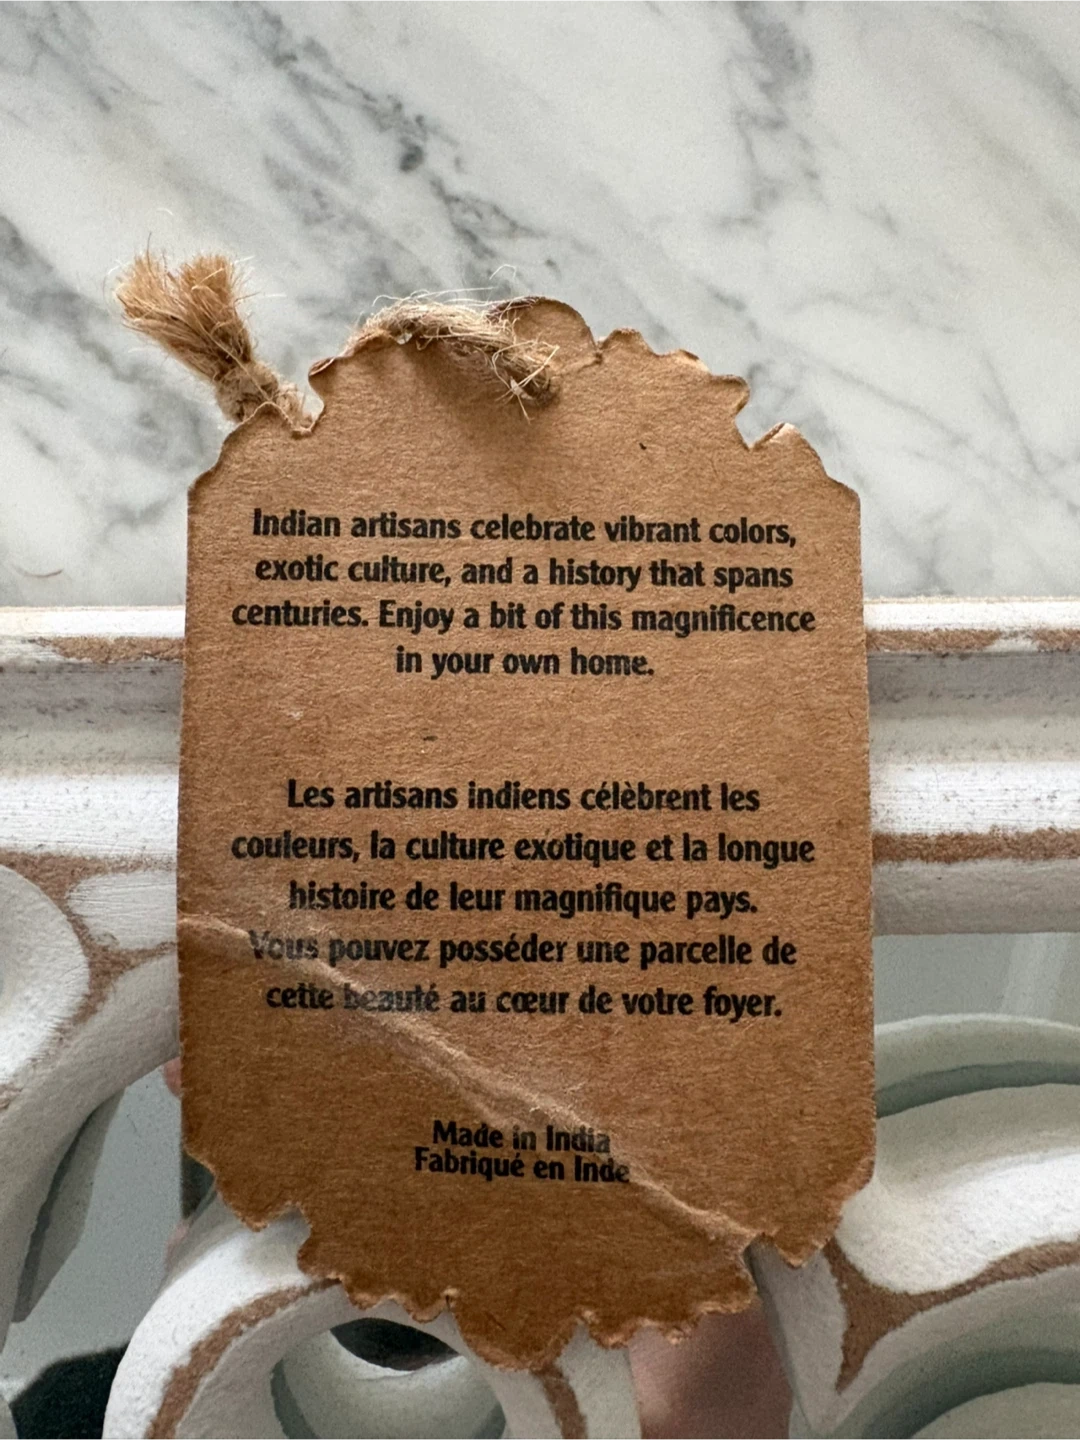 Indian artisans celebrate vibrant colors,
exotic culture, and a history that spans
centuries. Enjoy a bit of this magnificence
in your own home.
Les artisans indiens célèbrent les
couleurs, la culture exotique et la longue
histoire de leur magnifique pays.
Vous pouvez posséder une parcelle de
cette beauté au cœur de votre foyer.
Made in India
Fabriqué en Inde